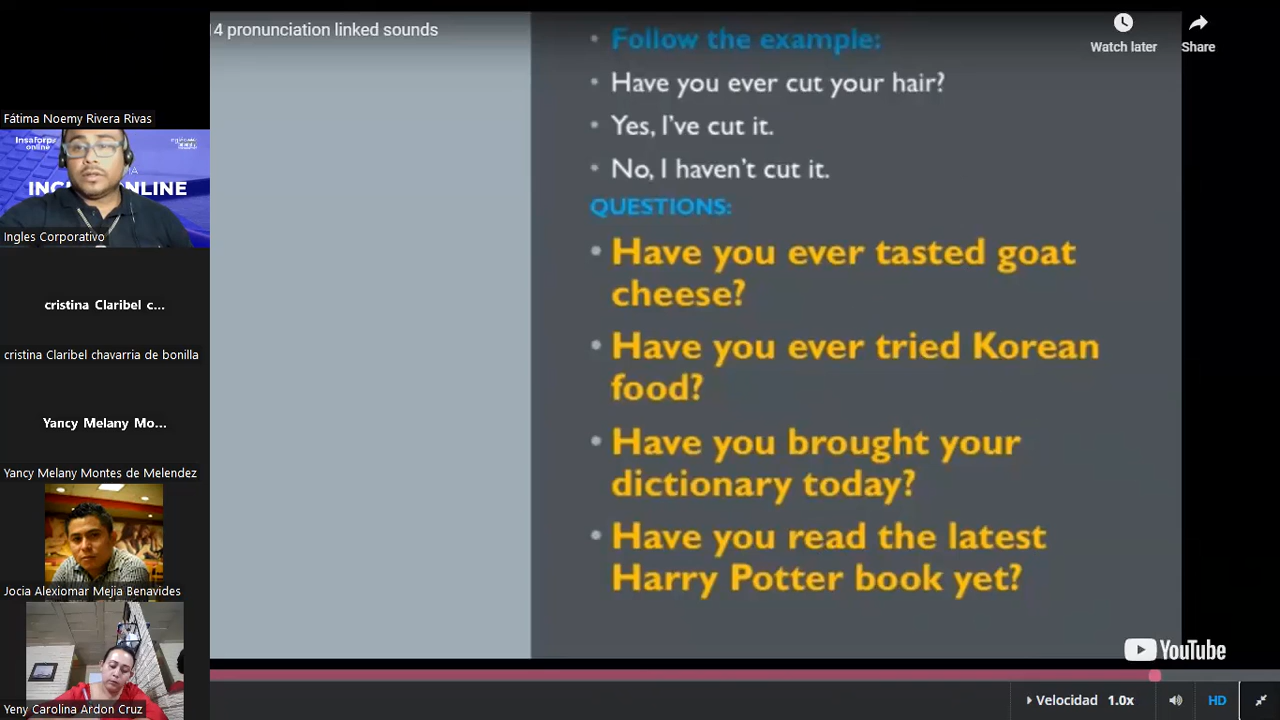 14 pronunciation linked sounds
Watch later
Share
Follow the example:
Have you ever cut your hair?
Yes, I've cut it.
No, I haven't cut it.
QUESTIONS:
Have you ever tasted goat
cheese?
Have you ever tried Korean
food?
Have you brought your
dictionary today?
Have you read the latest
Harry Potter book yet?
YouTube
Velocidad 1.0x
HD
Fátima Noemy Rivera Rivas
Insaforp
online
Ingles Corporativo
cristina Claribel c...
cristina Claribel chavarria de bonilla
Yancy Melany Mo...
Yancy Melany Montes de Melendez
Jocia Alexiomar Mejia Benavides
Yeny Carolina Ardon Cruz